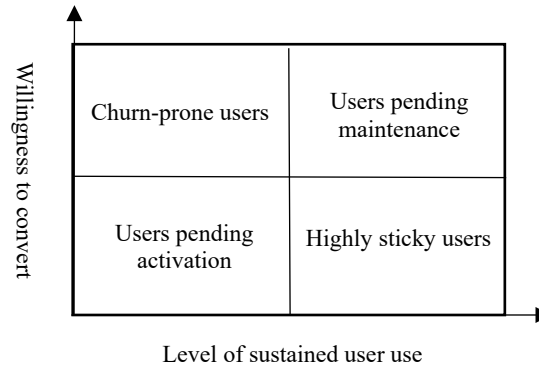 Willingness to convert
Churn-prone users
Users pending
maintenance
Users pending
activation
Highly sticky users
Level of sustained user use